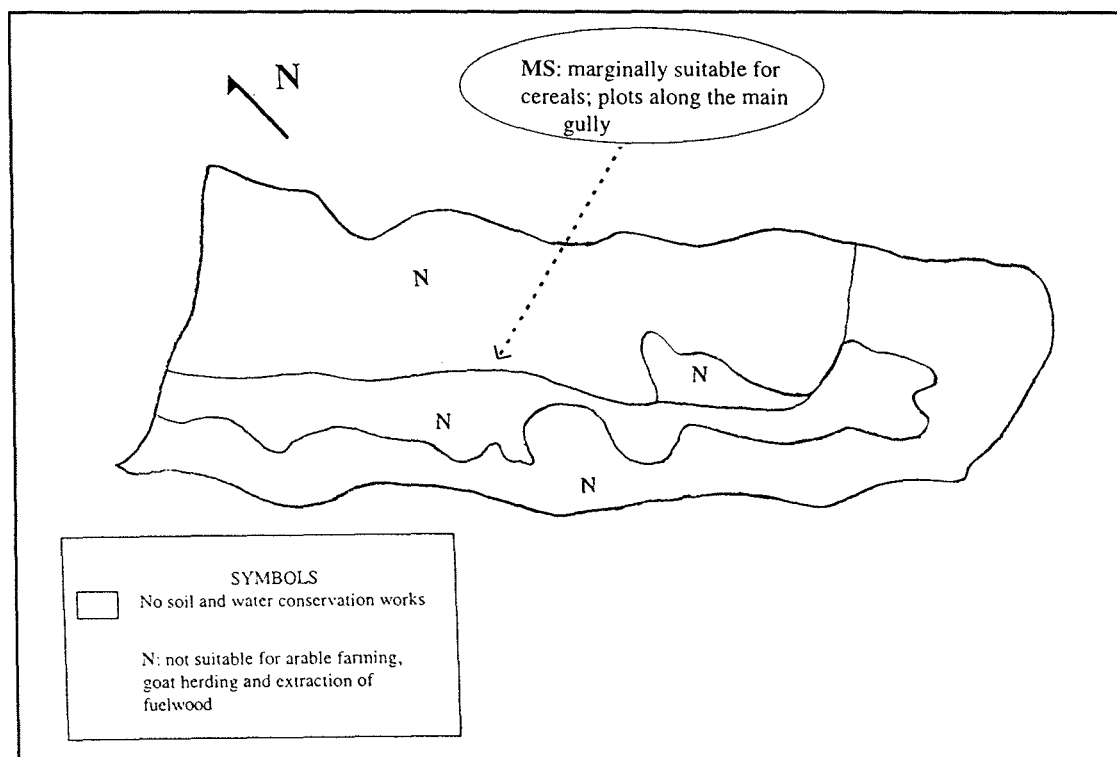 N
MS: marginally suitable for
cereals; plots along the main
gully
N
N
N
N
SYMBOLS
No soil and water conservation works
N: not suitable for arable farming,
goat herding and extraction of
fuelwood